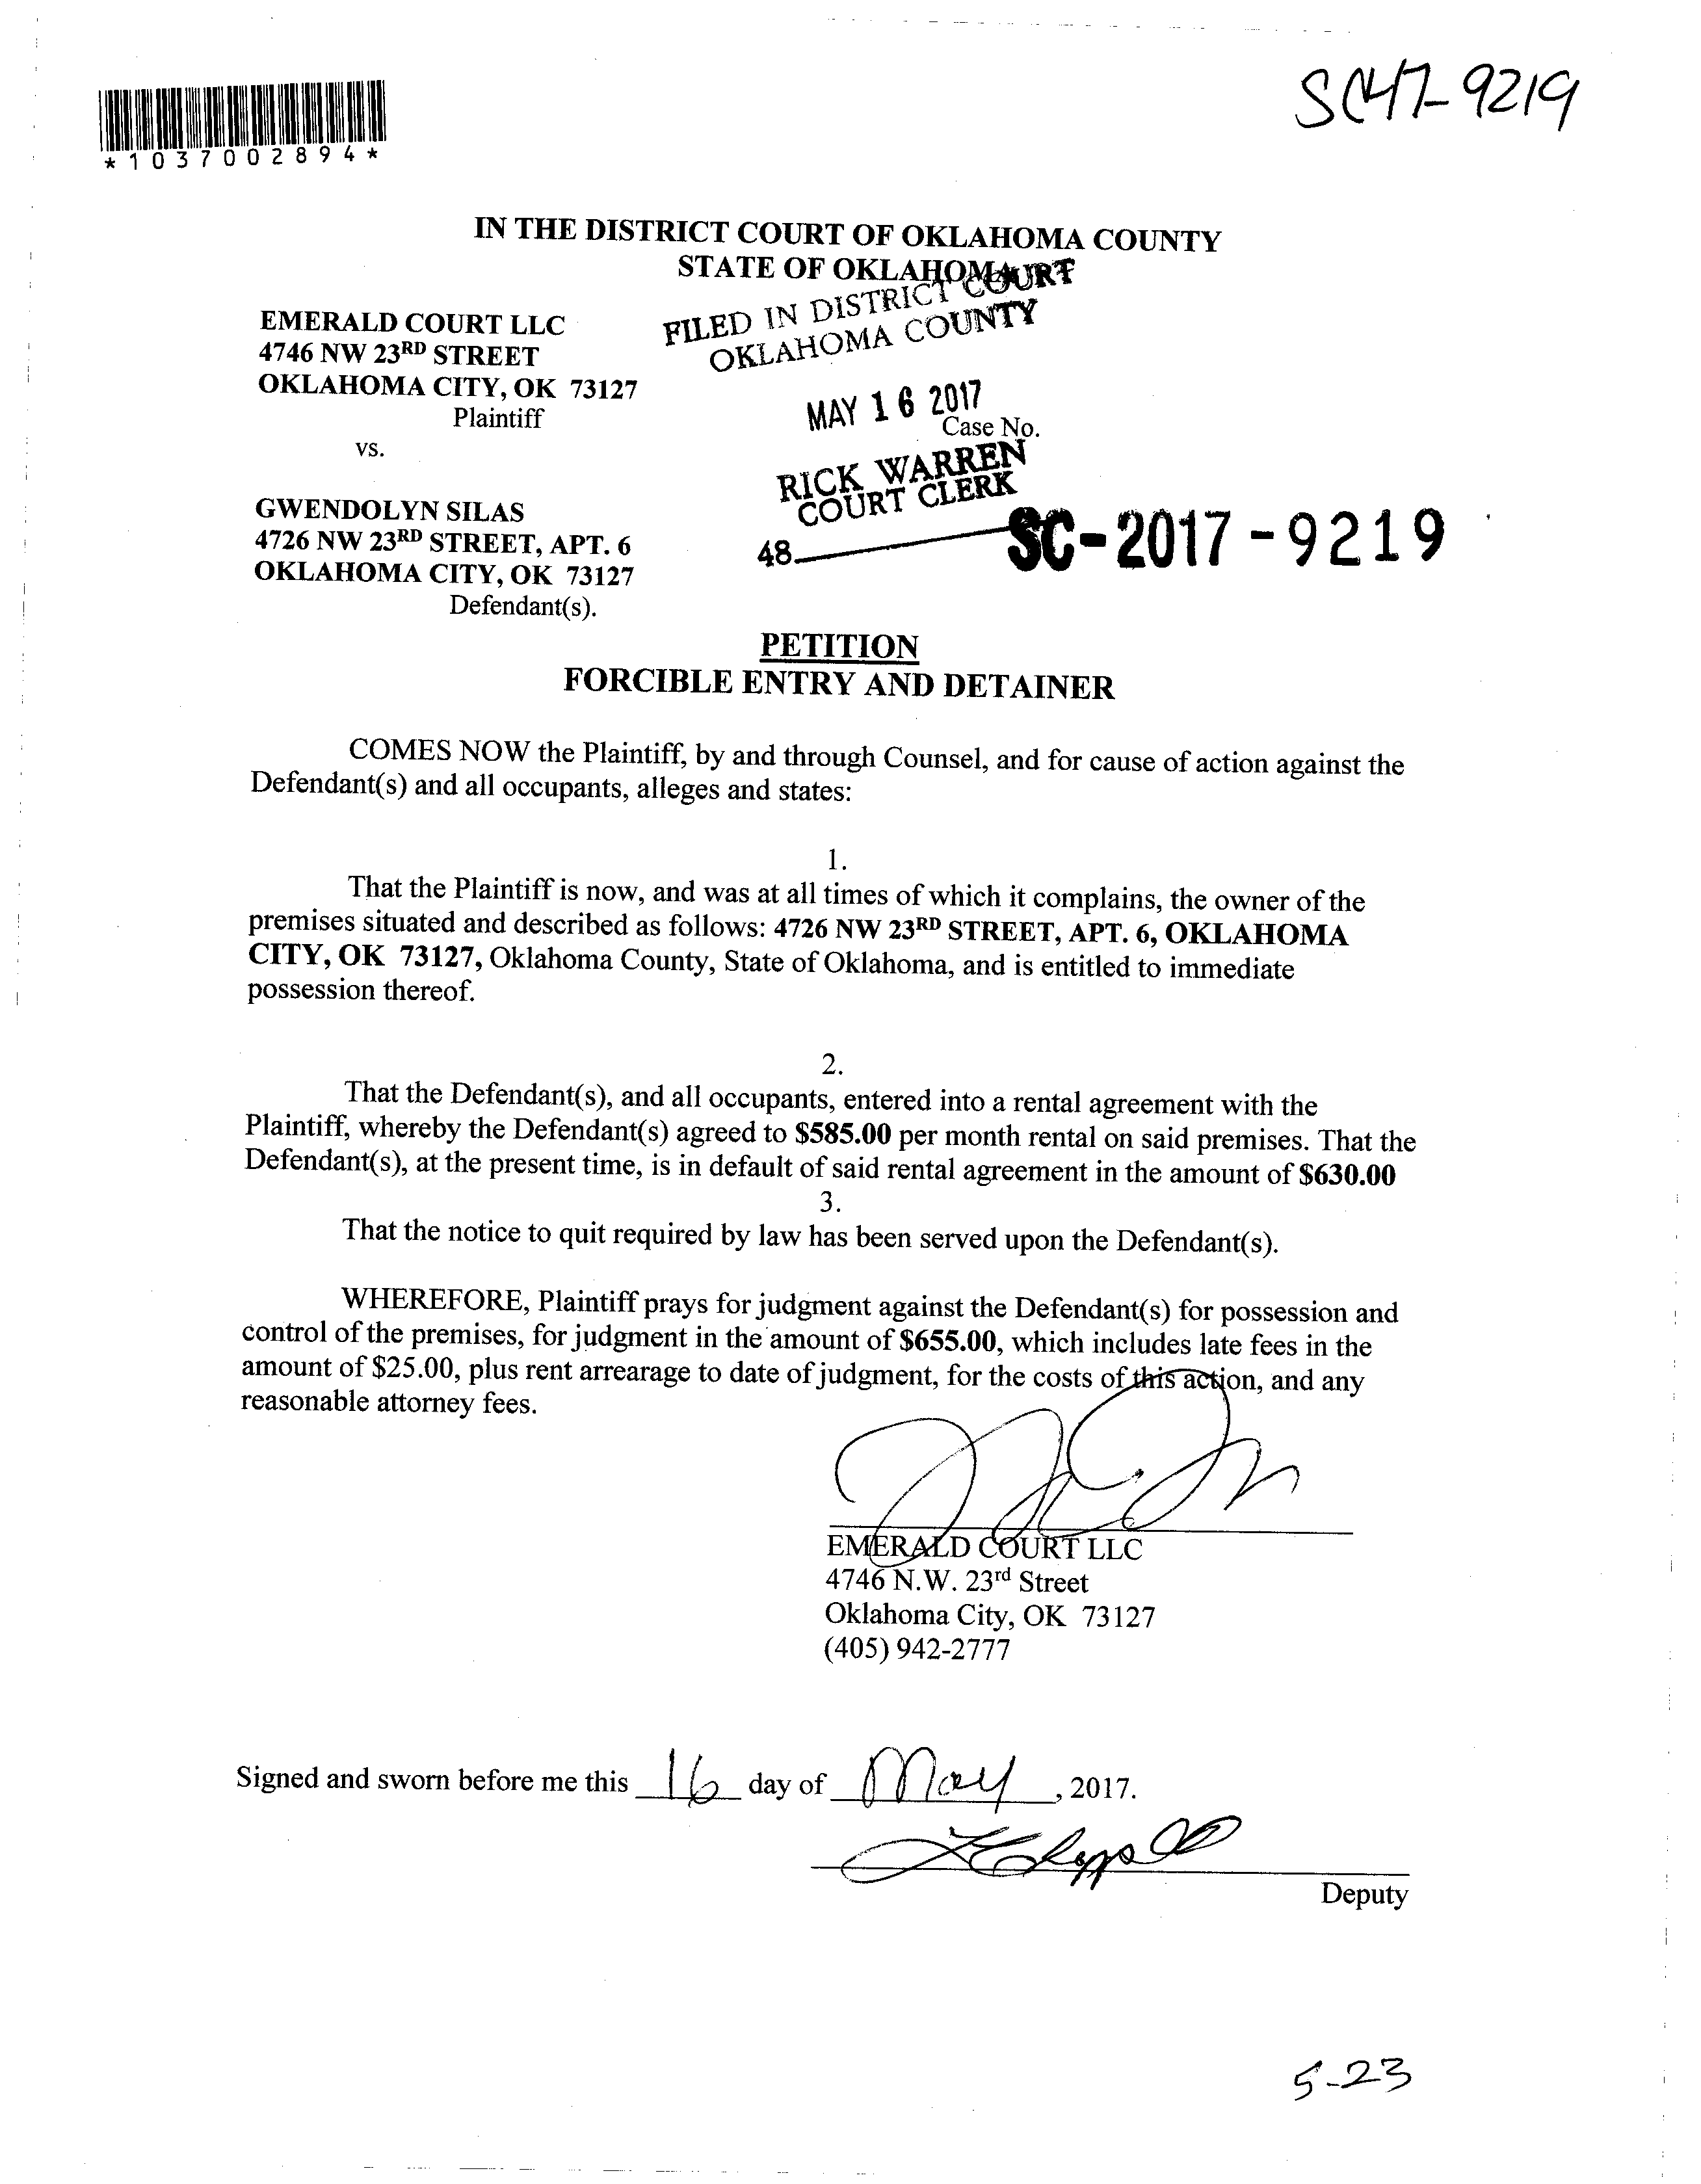 SC-17-9219
*1037002894*
IN THE DISTRICT COURT OF OKLAHOMA COUNTY
STATE OF OKLAHOMA
FILED IN DISTRICT COURT
OKLAHOMA COUNTY
EMERALD COURT LLC
4746 NW 23RD STREET
OKLAHOMA CITY, OK 73127
Plaintiff
MAY 16 2017
Case No.
vs.
RICK WARREN
COURT CLERK
GWENDOLYN SILAS
4726 NW 23RD STREET, APT. 6
OKLAHOMA CITY, OK 73127
Defendant(s).
48
SC-2017-9219
PETITION
FORCIBLE ENTRY AND DETAINER
COMES NOW the Plaintiff, by and through Counsel, and for cause of action against the
Defendant(s) and all occupants, alleges and states:
1.
That the Plaintiff is now, and was at all times of which it complains, the owner of the
premises situated and described as follows: 4726 NW 23RD STREET, APT. 6, OKLAHOMA
CITY, OK 73127, Oklahoma County, State of Oklahoma, and is entitled to immediate
possession thereof.
2.
That the Defendant(s), and all occupants, entered into a rental agreement with the
Plaintiff, whereby the Defendant(s) agreed to $585.00 per month rental on said premises. That the
Defendant(s), at the present time, is in default of said rental agreement in the amount of $630.00
3.
That the notice to quit required by law has been served upon the Defendant(s).
WHEREFORE, Plaintiff prays for judgment against the Defendant(s) for possession and
control of the premises, for judgment in the amount of $655.00, which includes late fees in the
amount of $25.00, plus rent arrearage to date of judgment, for the costs of this action, and any
reasonable attorney fees.
EMERALD COURT LLC
4746 N.W. 23rd Street
Oklahoma City, OK 73127
(405) 942-2777
Signed and sworn before me this 16 day of May, 2017.
Deputy
5-23